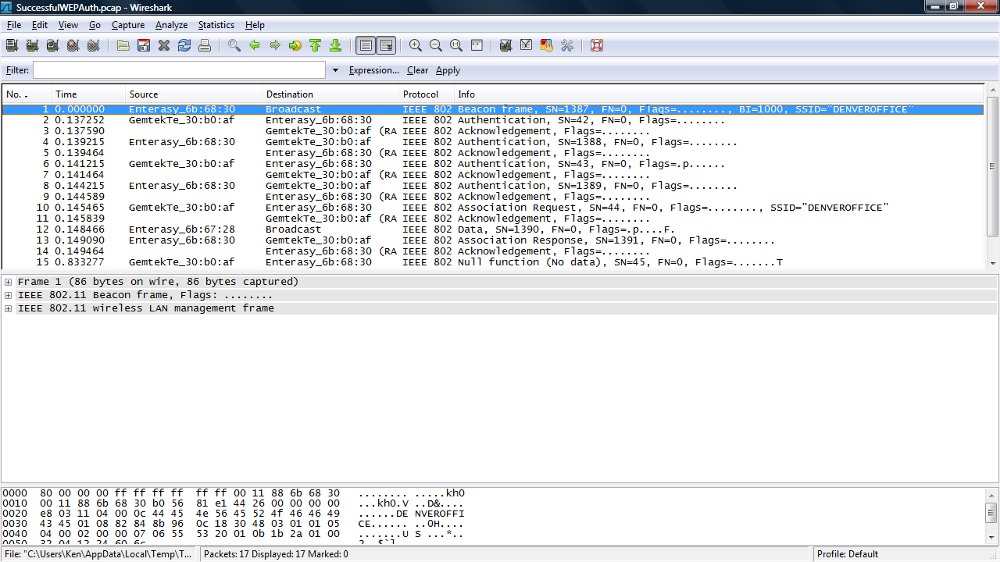 SuccessfulWEPAuth.pcap - Wireshark
File Edit View Go Capture Analyze Statistics Help
Filter: Expression... Clear Apply
No. . Time Source Destination Protocol Info
1 0.000000 Enterasy_6b:68:30 Broadcast IEEE 802 Beacon frame, SN=1387, FN=0, Flags=........, BI=1000, SSID="DENVEROFFICE"
2 0.137252 GemtekTe_30:b0:af Enterasy_6b:68:30 IEEE 802 Authentication, SN=42, FN=0, Flags=........
3 0.137590 GemtekTe_30:b0:af (RA IEEE 802 Acknowledgement, Flags=........
4 0.139215 Enterasy_6b:68:30 GemtekTe_30:b0:af IEEE 802 Authentication, SN=1388, FN=0, Flags=........
5 0.139464 Enterasy_6b:68:30 (RA IEEE 802 Acknowledgement, Flags=........
6 0.141215 GemtekTe_30:b0:af Enterasy_6b:68:30 IEEE 802 Authentication, SN=43, FN=0, Flags=.p......
7 0.141464 GemtekTe_30:b0:af (RA IEEE 802 Acknowledgement, Flags=........
8 0.144215 Enterasy_6b:68:30 GemtekTe_30:b0:af IEEE 802 Authentication, SN=1389, FN=0, Flags=........
9 0.144589 Enterasy_6b:68:30 (RA IEEE 802 Acknowledgement, Flags=........
10 0.145465 GemtekTe_30:b0:af Enterasy_6b:68:30 IEEE 802 Association Request, SN=44, FN=0, Flags=........, SSID="DENVEROFFICE"
11 0.145839 GemtekTe_30:b0:af (RA IEEE 802 Acknowledgement, Flags=........
12 0.148466 Enterasy_6b:67:28 Broadcast IEEE 802 Data, SN=1390, FN=0, Flags=.p....F.
13 0.149090 Enterasy_6b:68:30 GemtekTe_30:b0:af IEEE 802 Association Response, SN=1391, FN=0, Flags=........
14 0.149464 Enterasy_6b:68:30 (RA IEEE 802 Acknowledgement, Flags=........
15 0.833277 GemtekTe_30:b0:af Enterasy_6b:68:30 IEEE 802 Null function (No data), SN=45, FN=0, Flags=.......T
Frame 1 (86 bytes on wire, 86 bytes captured)
IEEE 802.11 Beacon frame, Flags: ........
IEEE 802.11 wireless LAN management frame
0000 80 00 00 00 ff ff ff ff ff ff 00 11 88 6b 68 30 ........ .....kh0
0010 00 11 88 6b 68 30 b0 56 81 e1 44 26 00 00 00 00 ...kh0.V ..D&....
0020 e8 03 11 04 00 0c 44 45 4e 56 45 52 4f 46 46 49 ......DE NVEROFFI
0030 43 45 01 08 82 84 8b 96 0c 18 30 48 03 01 01 05 CE...... ..0H....
0040 04 00 02 00 00 07 06 55 53 20 01 0b 1b 2a 01 00 .......U S ...*..
0050 32 04 12 24 60 6c 2..$`l
File: "C:\Users\Ken\AppData\Local\Temp\T... Packets: 17 Displayed: 17 Marked: 0 Profile: Default